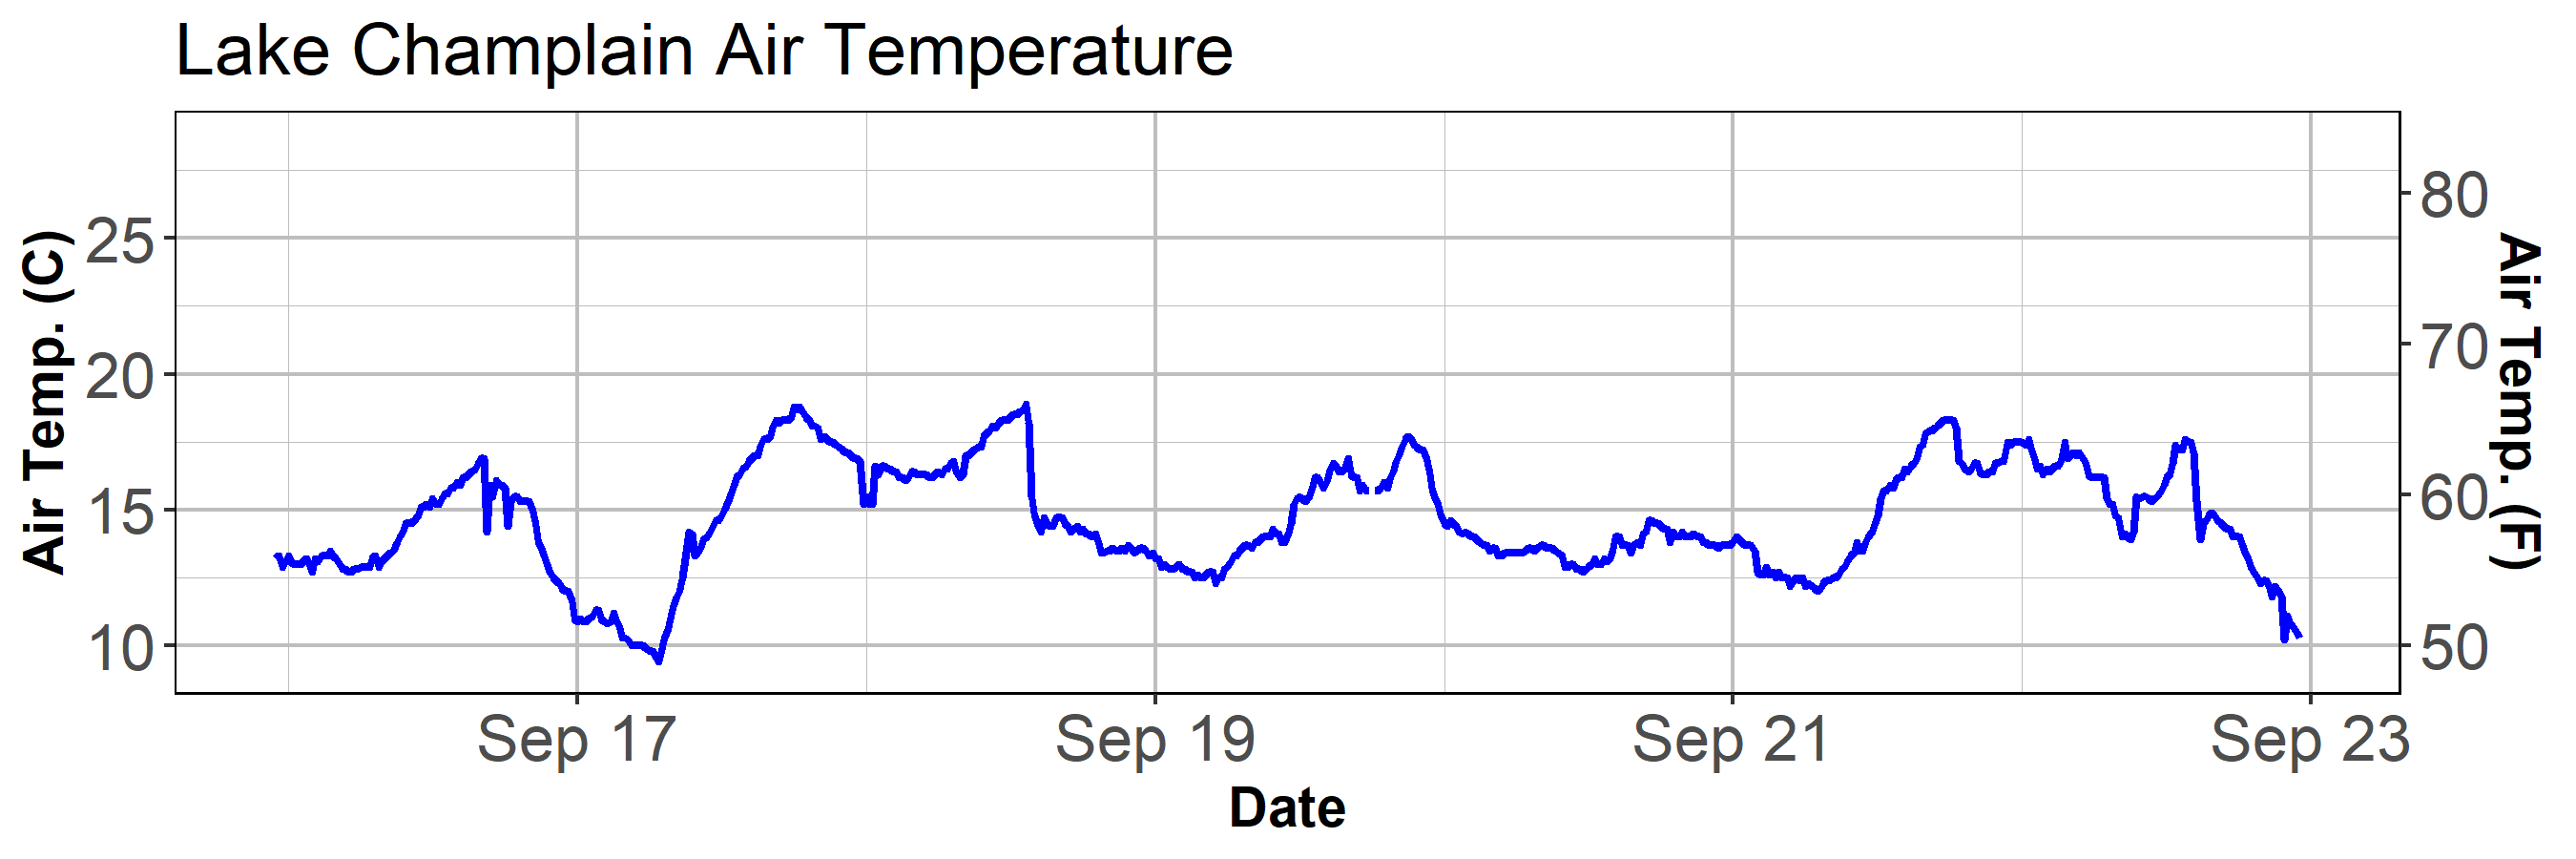 Lake Champlain Air Temperature
Air Temp. (C)
25
20
15
10
80
70
60
50
Air Temp. (F)
Sep 17
Sep 19
Sep 21
Sep 23
Date